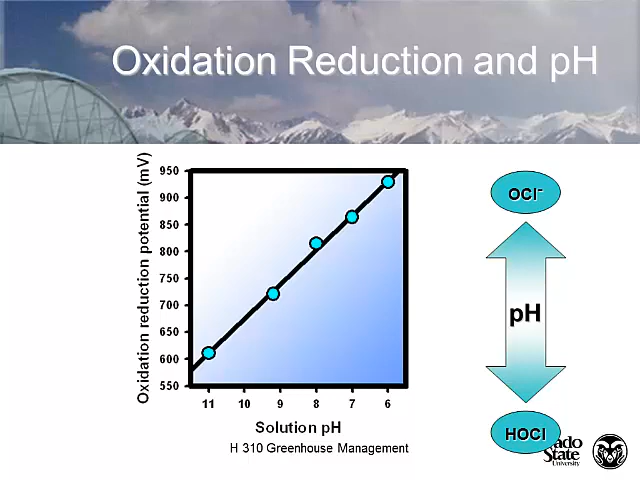 Oxidation Reduction and pH
Oxidation reduction potential (mV)
950
900
850
800
750
700
650
600
550
11 10 9 8 7 6
Solution pH
H 310 Greenhouse Management
OCl⁻
pH
HOCl
State
University